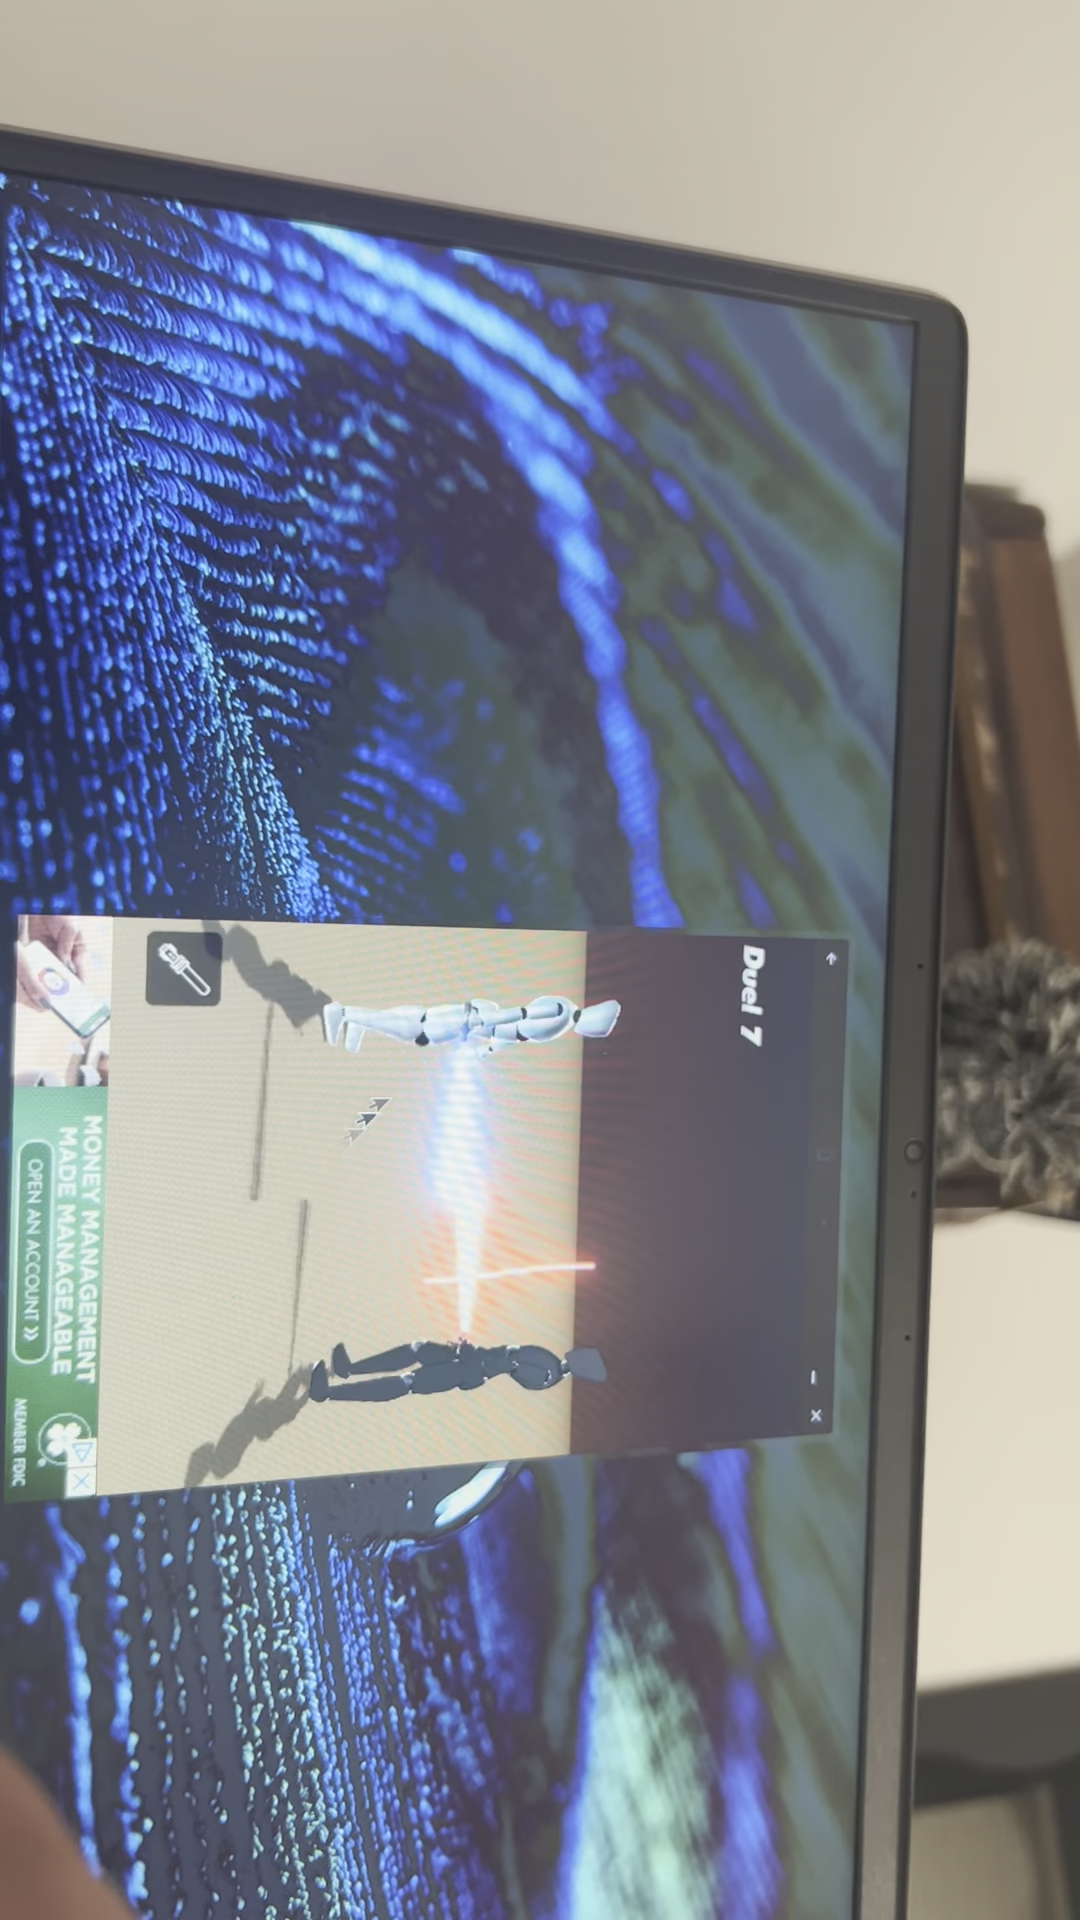 Duel 7
MONEY MANAGEMENT
MADE MANAGEABLE
OPEN AN ACCOUNT »
MEMBER FDIC